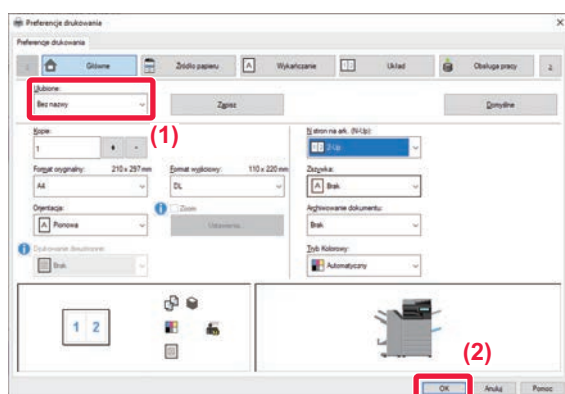 Preferencje drukowania
Preferencje drukowania
Główne Źródło papieru Wykańczanie Układ Obsługa pracy
Ulubione:
Bez nazwy Zapisz Domyślne
(1)
Kopie: N stron na ark. (N-Up):
1 + - 2-Up
Format oryginalny: 210 x 297 mm Format wyjściowy: 110 x 220 mm Zszywka:
A4 DL Brak
Orientacja: Zoom Archiwizowanie dokumentu:
Pionowa Ustawienia... Brak
Drukowanie dwustronne: Tryb Kolorowy:
Brak Automatyczny
1 2
(2)
OK Anuluj Pomoc